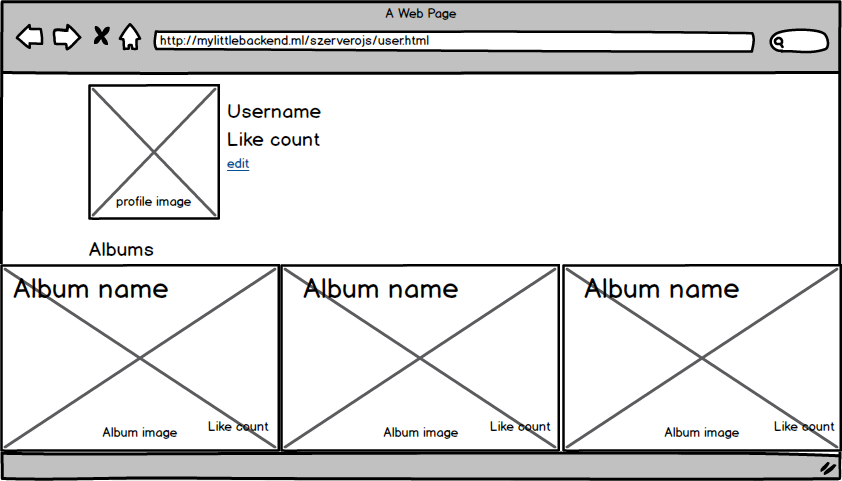 A Web Page
http://mylittlebackend.ml/szerverojs/user.html
Username
Like count
edit
profile image
Albums
Album name
Album name
Album name
Album image
Like count
Album image
Like count
Album image
Like count